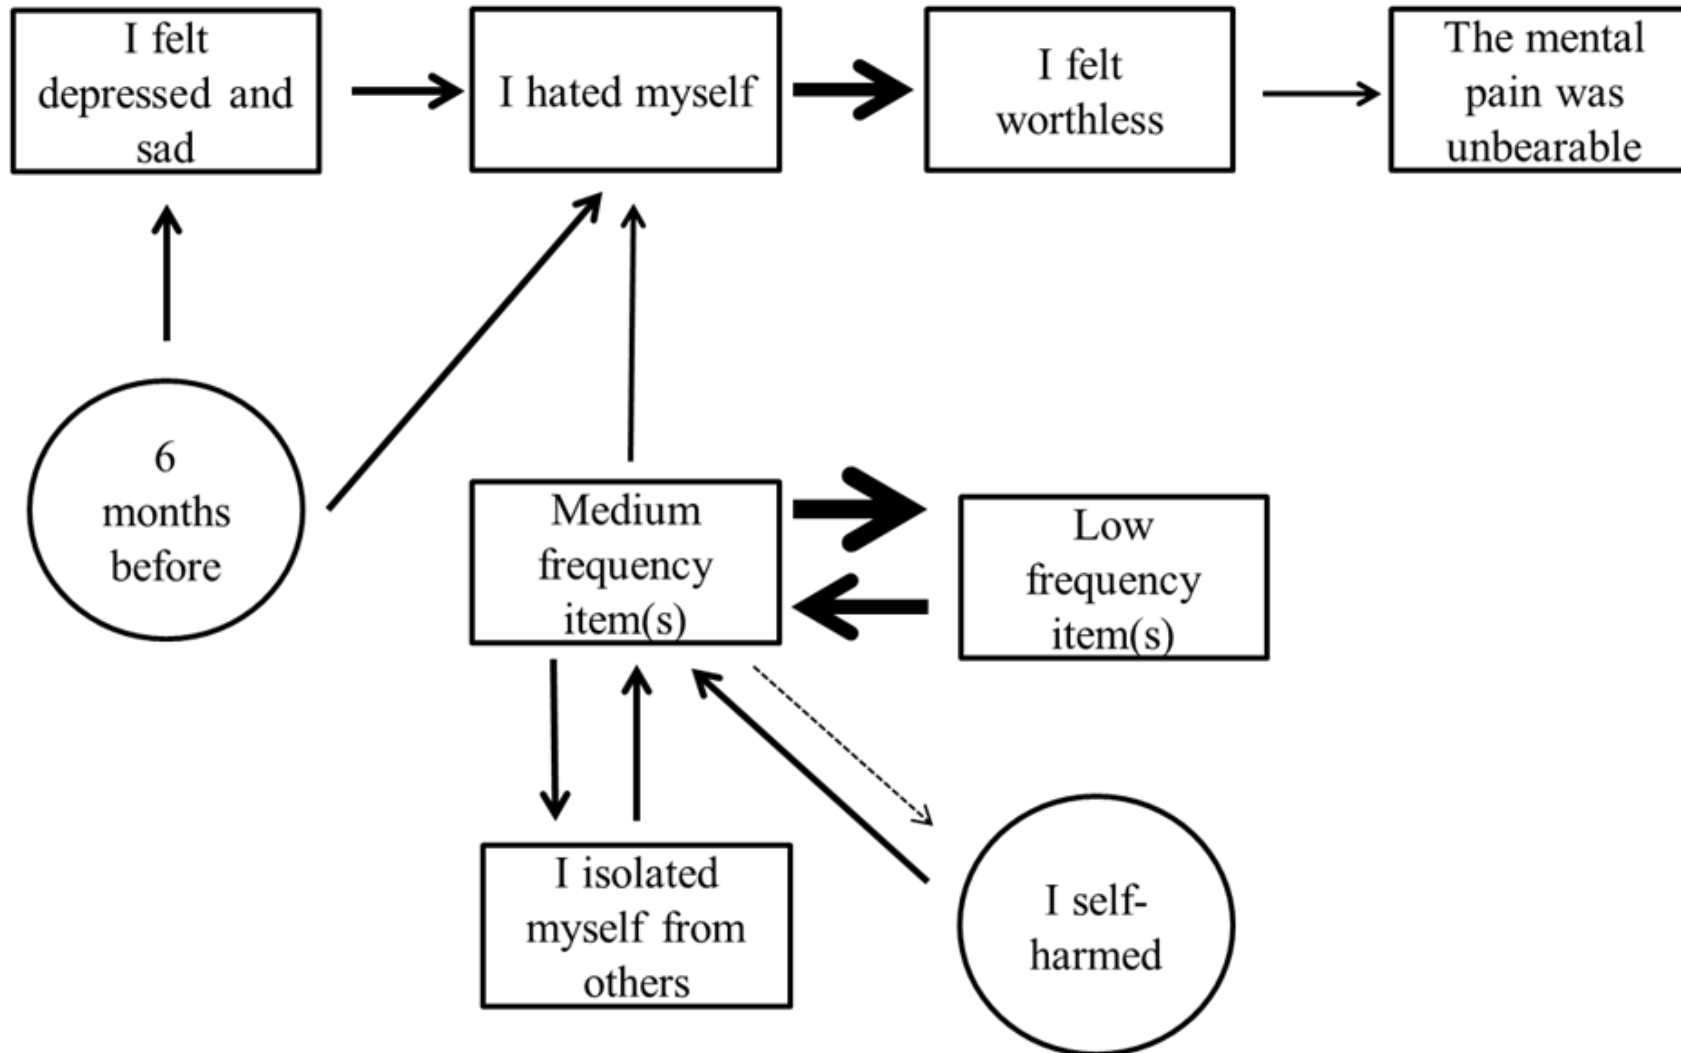 I felt
depressed and
sad
I hated myself
I felt
worthless
The mental
pain was
unbearable
6
months
before
Medium
frequency
item(s)
Low
frequency
item(s)
I isolated
myself from
others
I self-
harmed